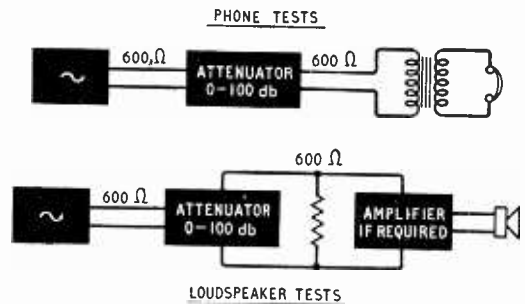 PHONE TESTS
600 Ω
600 Ω
ATTENUATOR
0-100 db
600 Ω
600 Ω
ATTENUATOR
0-100 db
AMPLIFIER
IF REQUIRED
LOUDSPEAKER TESTS